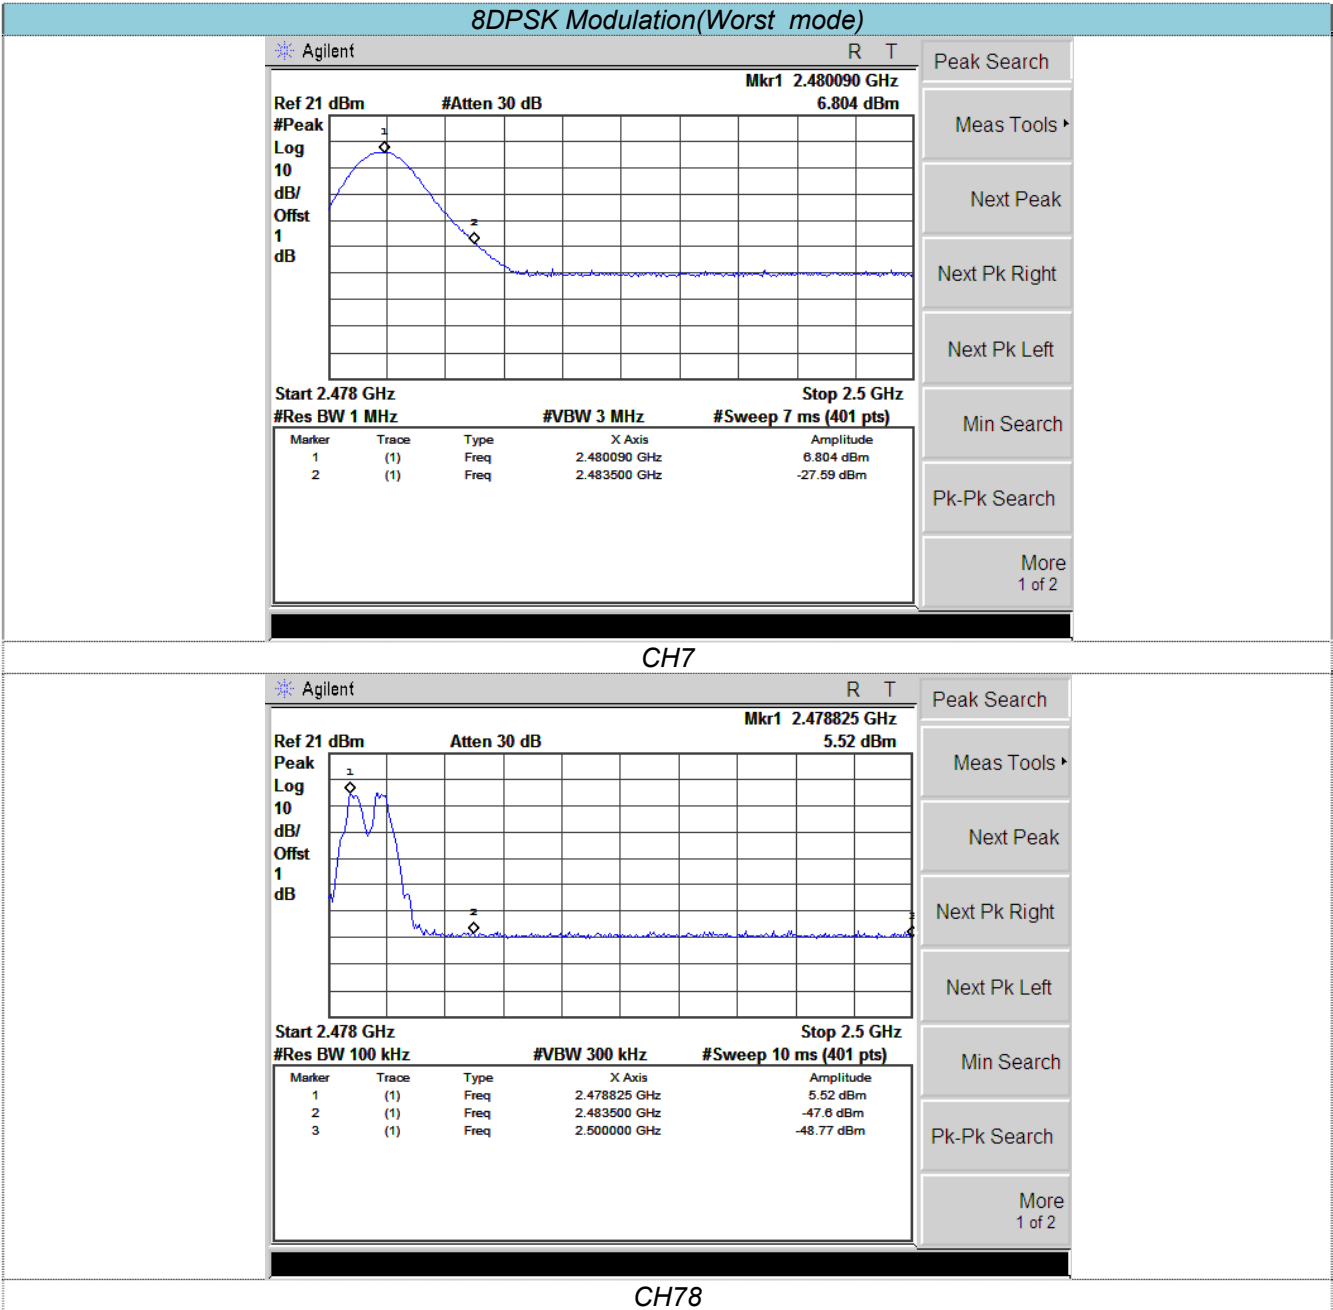 8DPSK Modulation(Worst mode)
Agilent R T
Peak Search
Mkr1 2.480090 GHz
Ref 21 dBm #Atten 30 dB 6.804 dBm
#Peak
Log
10
dB/
Offst
1
dB
1
2
Meas Tools
Next Peak
Next Pk Right
Next Pk Left
Min Search
Pk-Pk Search
More
1 of 2
Start 2.478 GHz Stop 2.5 GHz
#Res BW 1 MHz #VBW 3 MHz #Sweep 7 ms (401 pts)
Marker Trace Type X Axis Amplitude
1 (1) Freq 2.480090 GHz 6.804 dBm
2 (1) Freq 2.483500 GHz -27.59 dBm
CH7
Agilent R T
Peak Search
Mkr1 2.478825 GHz
Ref 21 dBm Atten 30 dB 5.52 dBm
Peak
Log
10
dB/
Offst
1
dB
1
2
Meas Tools
Next Peak
Next Pk Right
Next Pk Left
Min Search
Pk-Pk Search
More
1 of 2
Start 2.478 GHz Stop 2.5 GHz
#Res BW 100 kHz #VBW 300 kHz #Sweep 10 ms (401 pts)
Marker Trace Type X Axis Amplitude
1 (1) Freq 2.478825 GHz 5.52 dBm
2 (1) Freq 2.483500 GHz -47.6 dBm
3 (1) Freq 2.500000 GHz -48.77 dBm
CH78